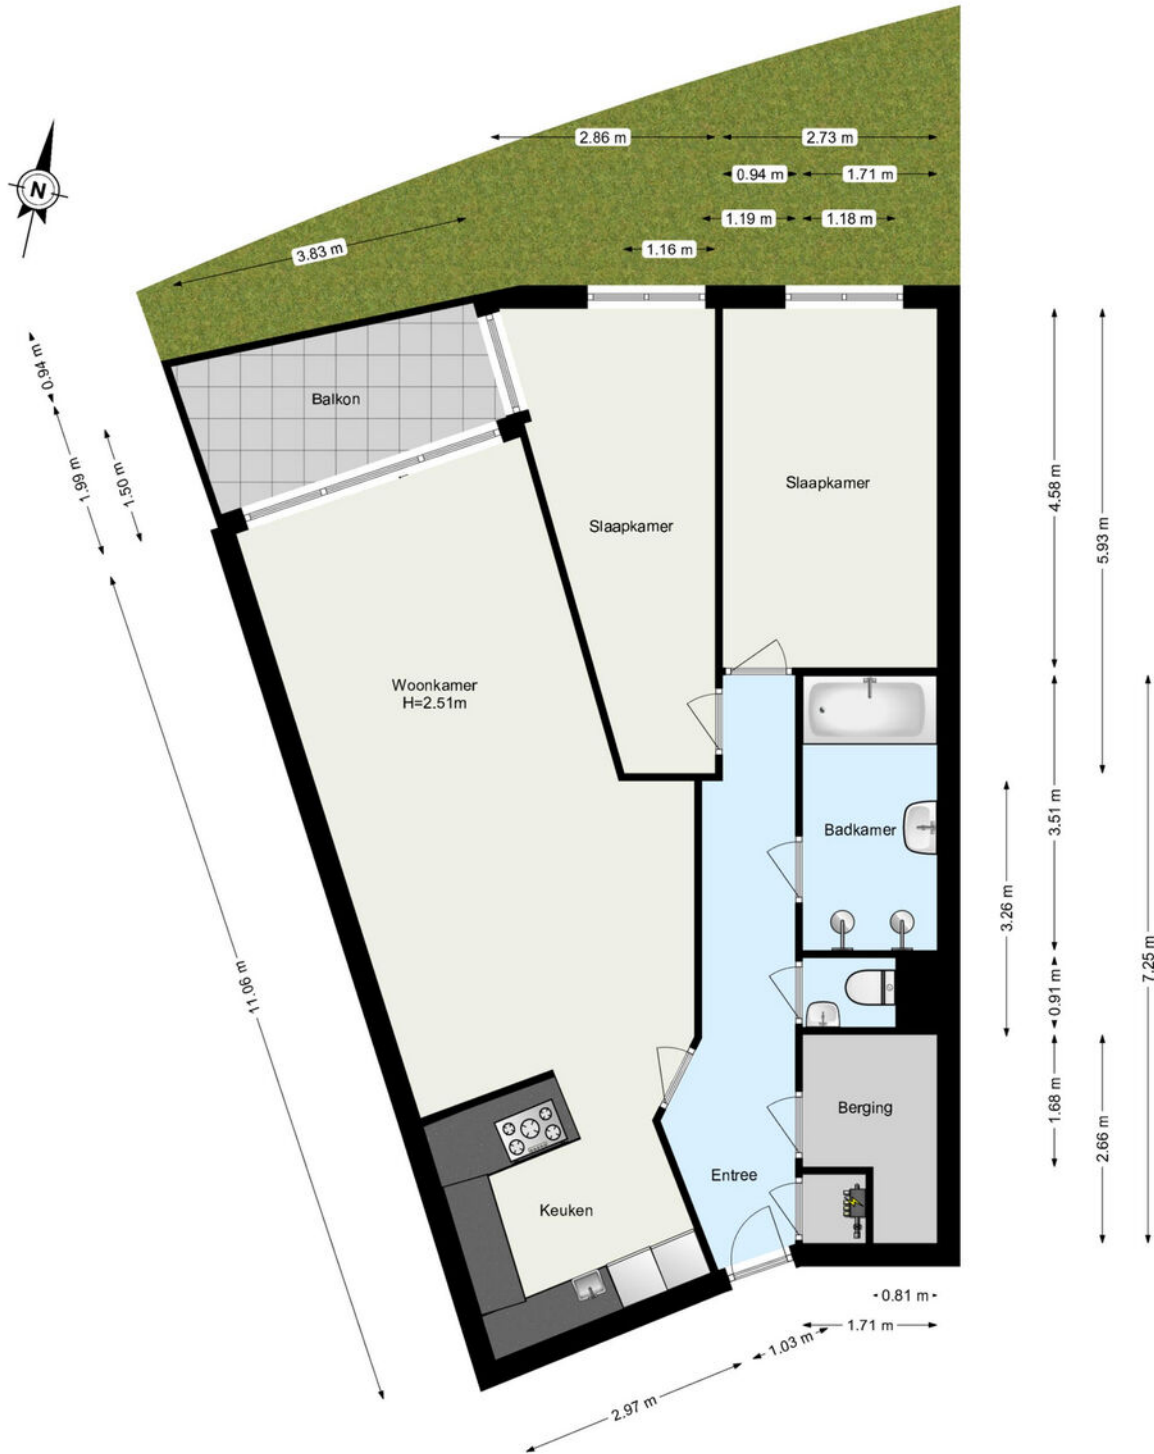 2.86 m
2.73 m
0.94 m
1.71 m
N
1.19 m
1.18 m
3.83 m
1.16 m
0.94 m
Balkon
1.99 m
1.50 m
Slaapkamer
4.58 m
Slaapkamer
5.93 m
Woonkamer
H=2.51m
Badkamer
3.51 m
3.26 m
7.25 m
11.06 m
0.91 m
Berging
1.68 m
2.66 m
Entree
Keuken
0.81 m
1.71 m
1.03 m
2.97 m